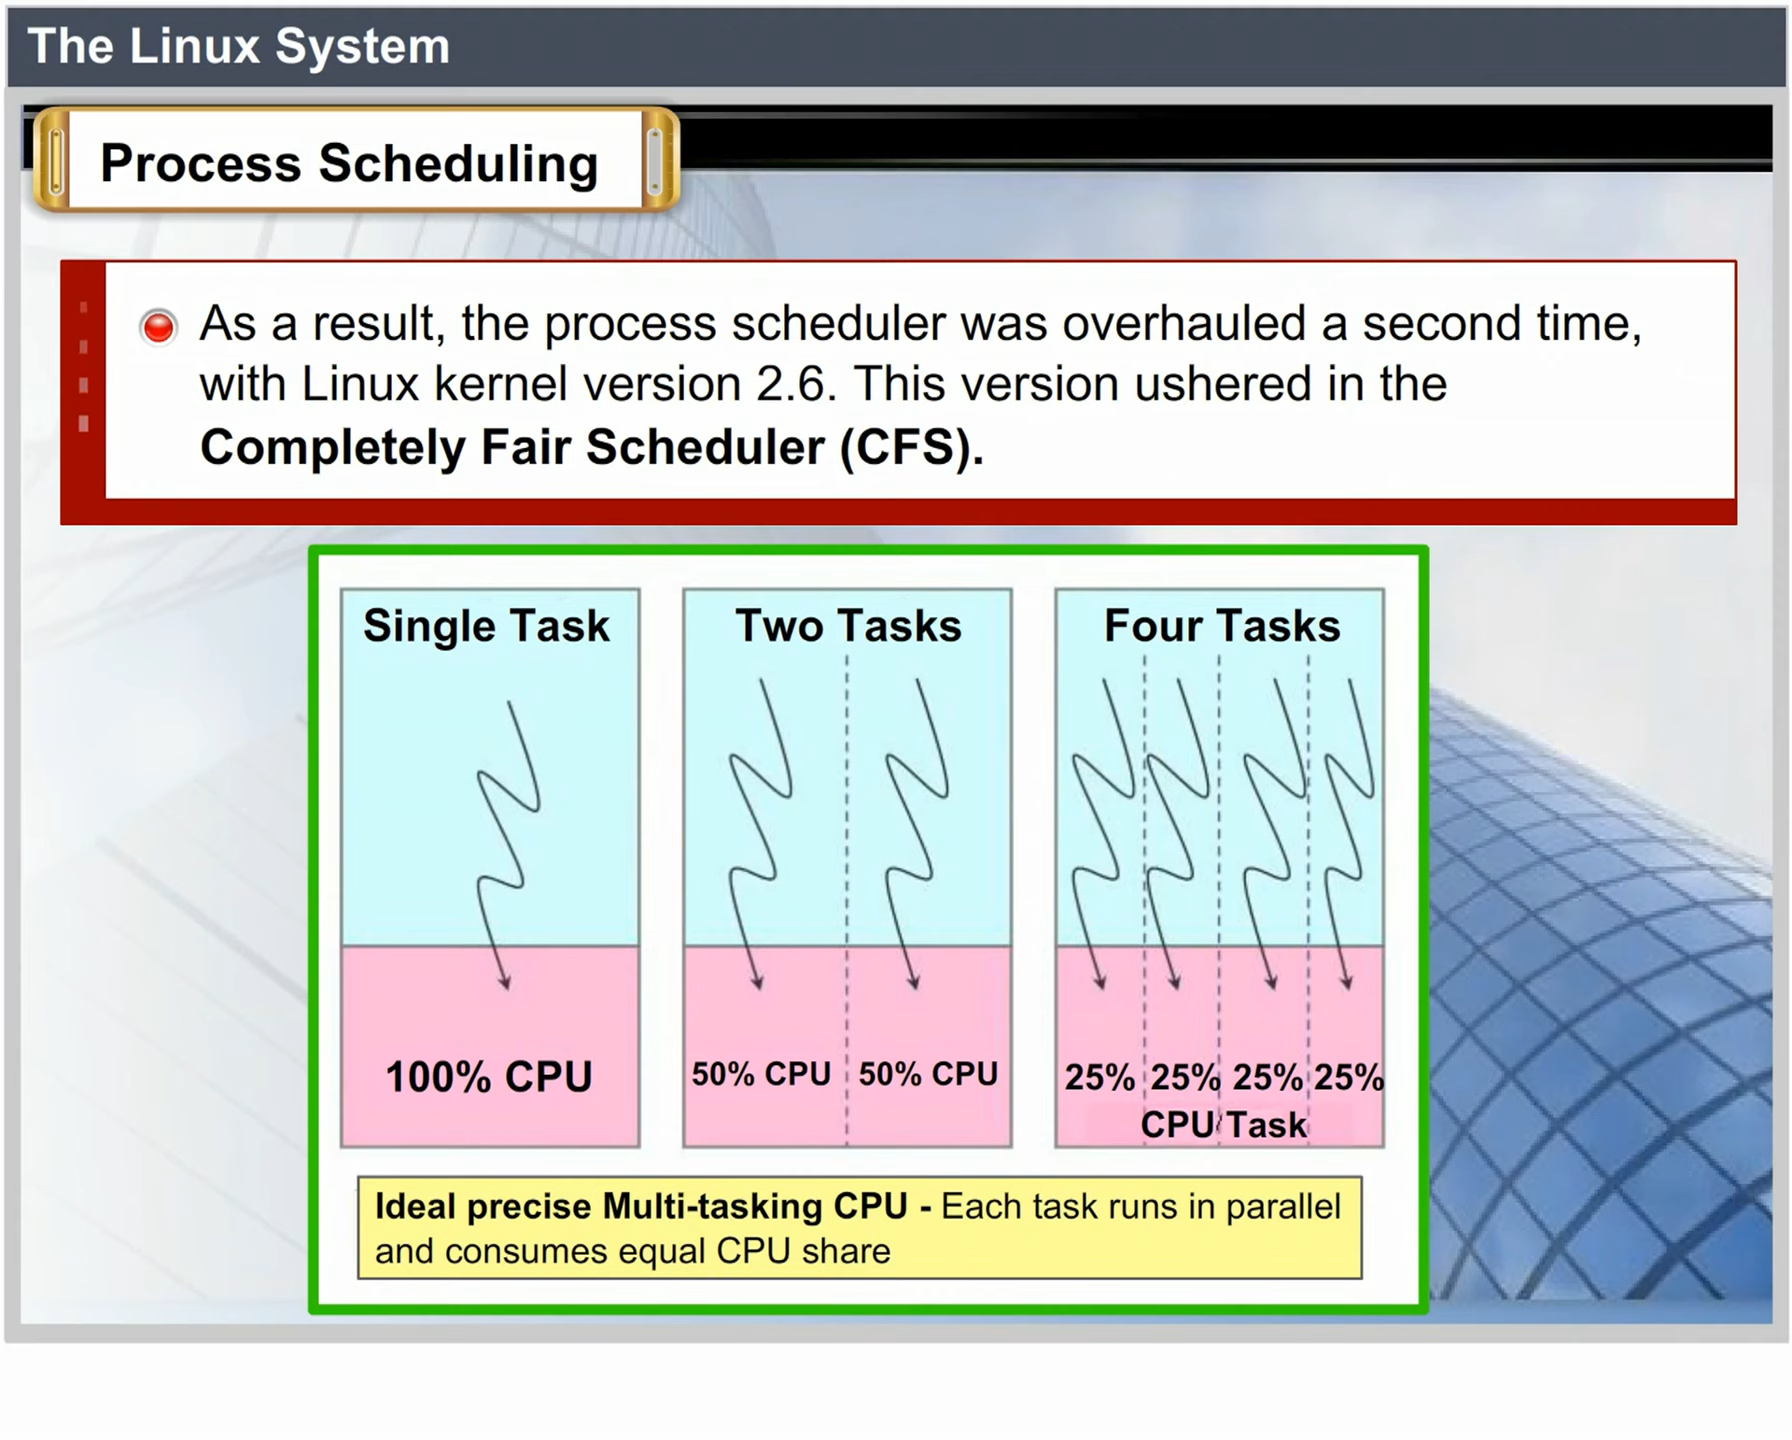 The Linux System
Process Scheduling
As a result, the process scheduler was overhauled a second time,
with Linux kernel version 2.6. This version ushered in the
Completely Fair Scheduler (CFS).
Single Task
100% CPU
Two Tasks
50% CPU 50% CPU
Four Tasks
25% 25% 25% 25%
CPU/Task
Ideal precise Multi-tasking CPU - Each task runs in parallel
and consumes equal CPU share